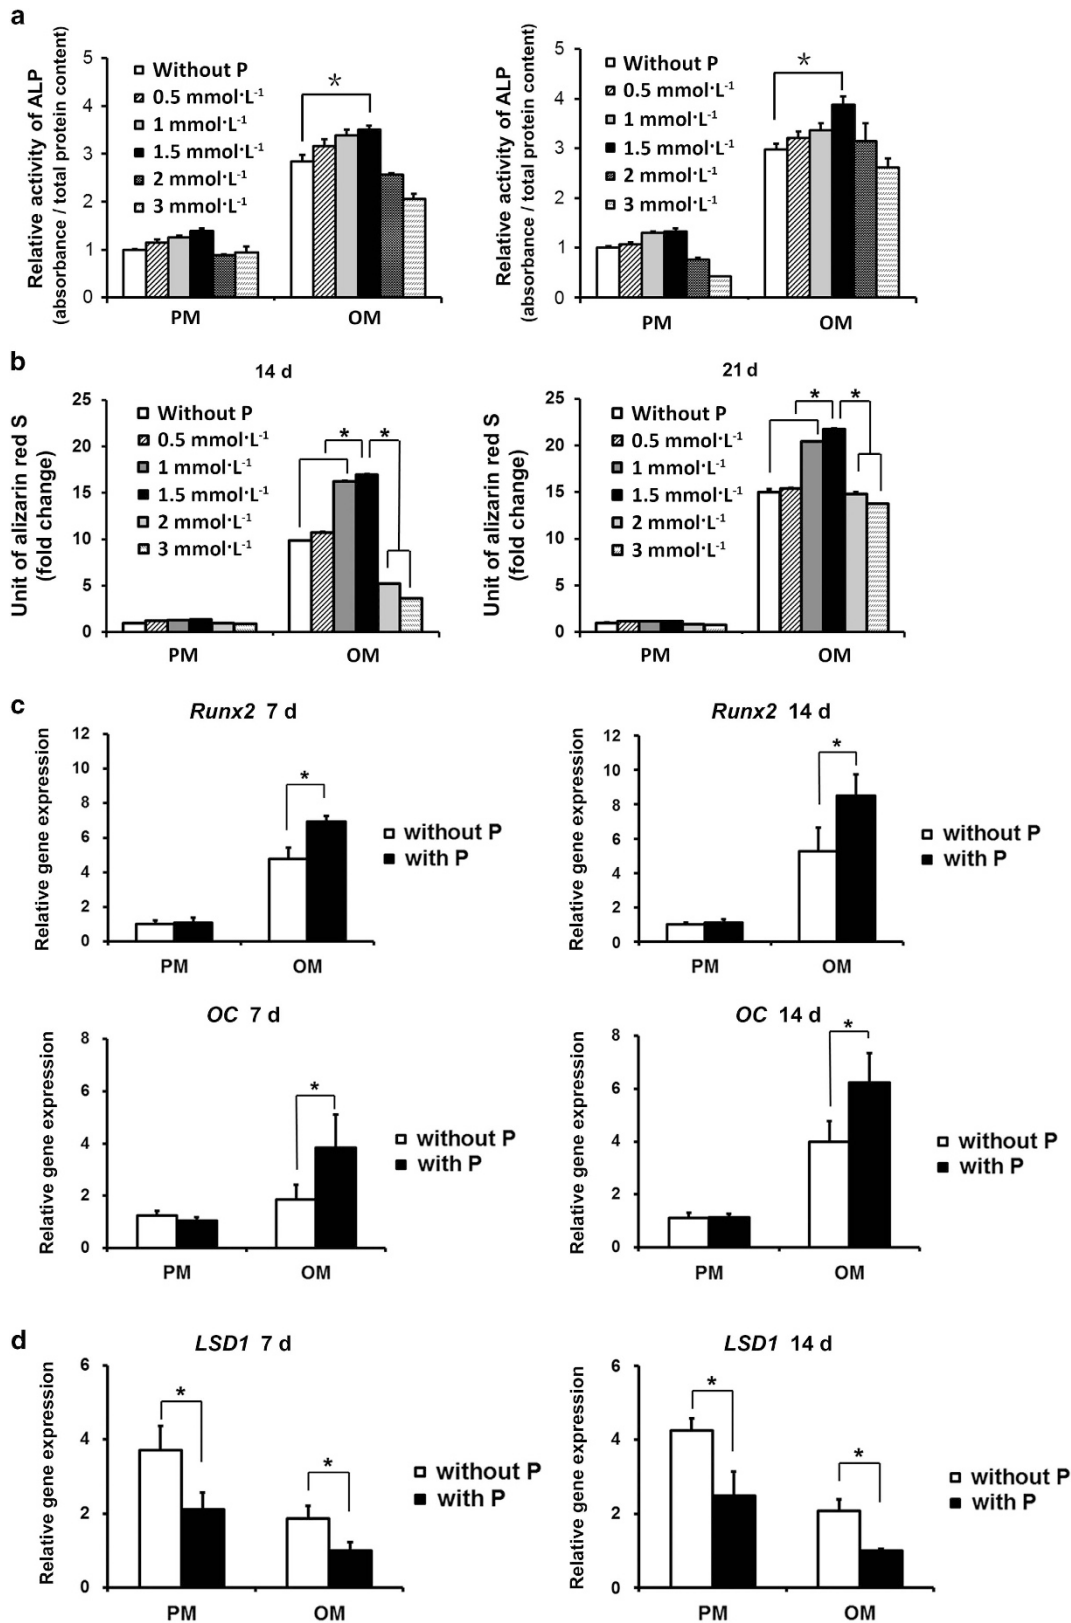 a
Relative activity of ALP
(absorbance / total protein content)
5
4
3
2
1
0
Without P
0.5 mmol·L-1
1 mmol·L-1
1.5 mmol·L-1
2 mmol·L-1
3 mmol·L-1
*
PM
OM
Relative activity of ALP
(absorbance / total protein content)
5
4
3
2
1
0
Without P
0.5 mmol·L-1
1 mmol·L-1
1.5 mmol·L-1
2 mmol·L-1
3 mmol·L-1
*
PM
OM
b
14 d
Unit of alizarin red S
(fold change)
25
20
15
10
5
0
Without P
0.5 mmol·L-1
1 mmol·L-1
1.5 mmol·L-1
2 mmol·L-1
3 mmol·L-1
*
*
PM
OM
21 d
Unit of alizarin red S
(fold change)
25
20
15
10
5
0
Without P
0.5 mmol·L-1
1 mmol·L-1
1.5 mmol·L-1
2 mmol·L-1
3 mmol·L-1
*
*
PM
OM
c
Runx2 7 d
Relative gene expression
12
10
8
6
4
2
0
*
without P
with P
PM
OM
Runx2 14 d
Relative gene expression
12
10
8
6
4
2
0
*
without P
with P
PM
OM
OC 7 d
Relative gene expression
8
6
4
2
0
*
without P
with P
PM
OM
OC 14 d
Relative gene expression
8
6
4
2
0
*
without P
with P
PM
OM
d
LSD1 7 d
Relative gene expression
6
4
2
0
*
*
without P
with P
PM
OM
LSD1 14 d
Relative gene expression
6
4
2
0
*
*
without P
with P
PM
OM